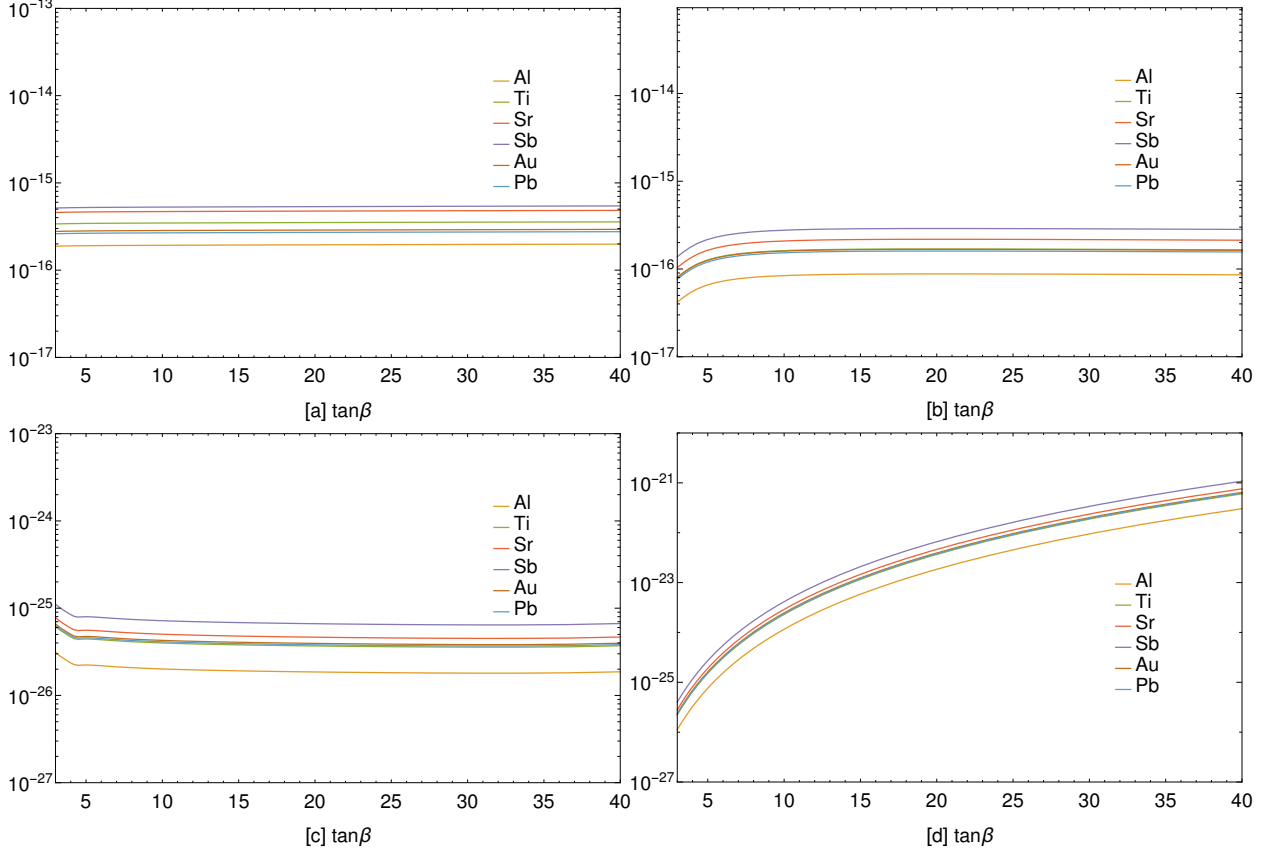 10⁻¹³
10⁻¹⁴
10⁻¹⁵
10⁻¹⁶
10⁻¹⁷
Al
Ti
Sr
Sb
Au
Pb
5 10 15 20 25 30 35 40
[a] tanβ
10⁻¹⁴
10⁻¹⁵
10⁻¹⁶
10⁻¹⁷
Al
Ti
Sr
Sb
Au
Pb
5 10 15 20 25 30 35 40
[b] tanβ
10⁻²³
10⁻²⁴
10⁻²⁵
10⁻²⁶
10⁻²⁷
Al
Ti
Sr
Sb
Au
Pb
5 10 15 20 25 30 35 40
[c] tanβ
10⁻²¹
10⁻²³
10⁻²⁵
10⁻²⁷
Al
Ti
Sr
Sb
Au
Pb
5 10 15 20 25 30 35 40
[d] tanβ